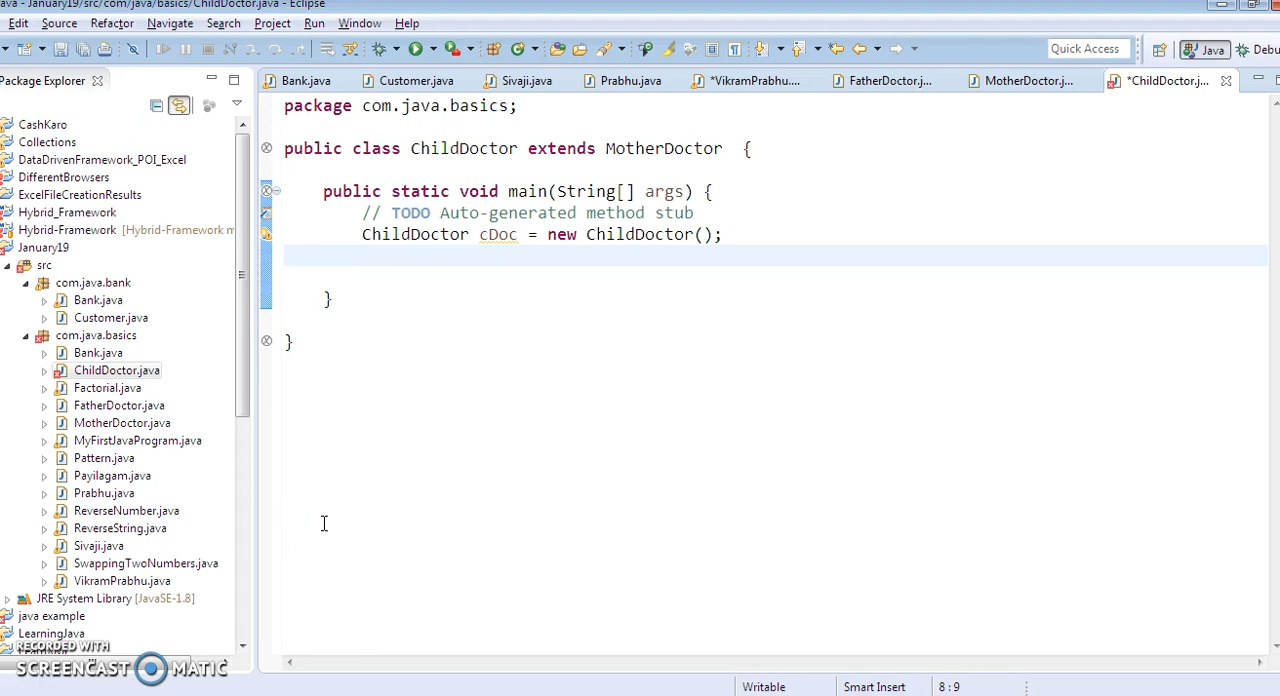 ava - January19/src/com/java/basics/ChildDoctor.java - Eclipse
Edit Source Refactor Navigate Search Project Run Window Help
Quick Access Java Debu
Package Explorer
Bank.java Customer.java Sivaji.java Prabhu.java *VikramPrabhu.... FatherDoctor.j... MotherDoctor.j... *ChildDoctor.j...
CashKaro
Collections
DataDrivenFramework_POI_Excel
DifferentBrowsers
ExcelFileCreationResults
Hybrid_Framework
Hybrid-Framework [Hybrid-Framework m
January19
src
com.java.bank
Bank.java
Customer.java
com.java.basics
Bank.java
ChildDoctor.java
Factorial.java
FatherDoctor.java
MotherDoctor.java
MyFirstJavaProgram.java
Pattern.java
Payilagam.java
Prabhu.java
ReverseNumber.java
ReverseString.java
Sivaji.java
SwappingTwoNumbers.java
VikramPrabhu.java
JRE System Library [JavaSE-1.8]
java example
LearningJava
package com.java.basics;
public class ChildDoctor extends MotherDoctor {
public static void main(String[] args) {
// TODO Auto-generated method stub
ChildDoctor cDoc = new ChildDoctor();
}
}
RECORDED WITH
SCREENCAST MATIC
Writable Smart Insert 8 : 9